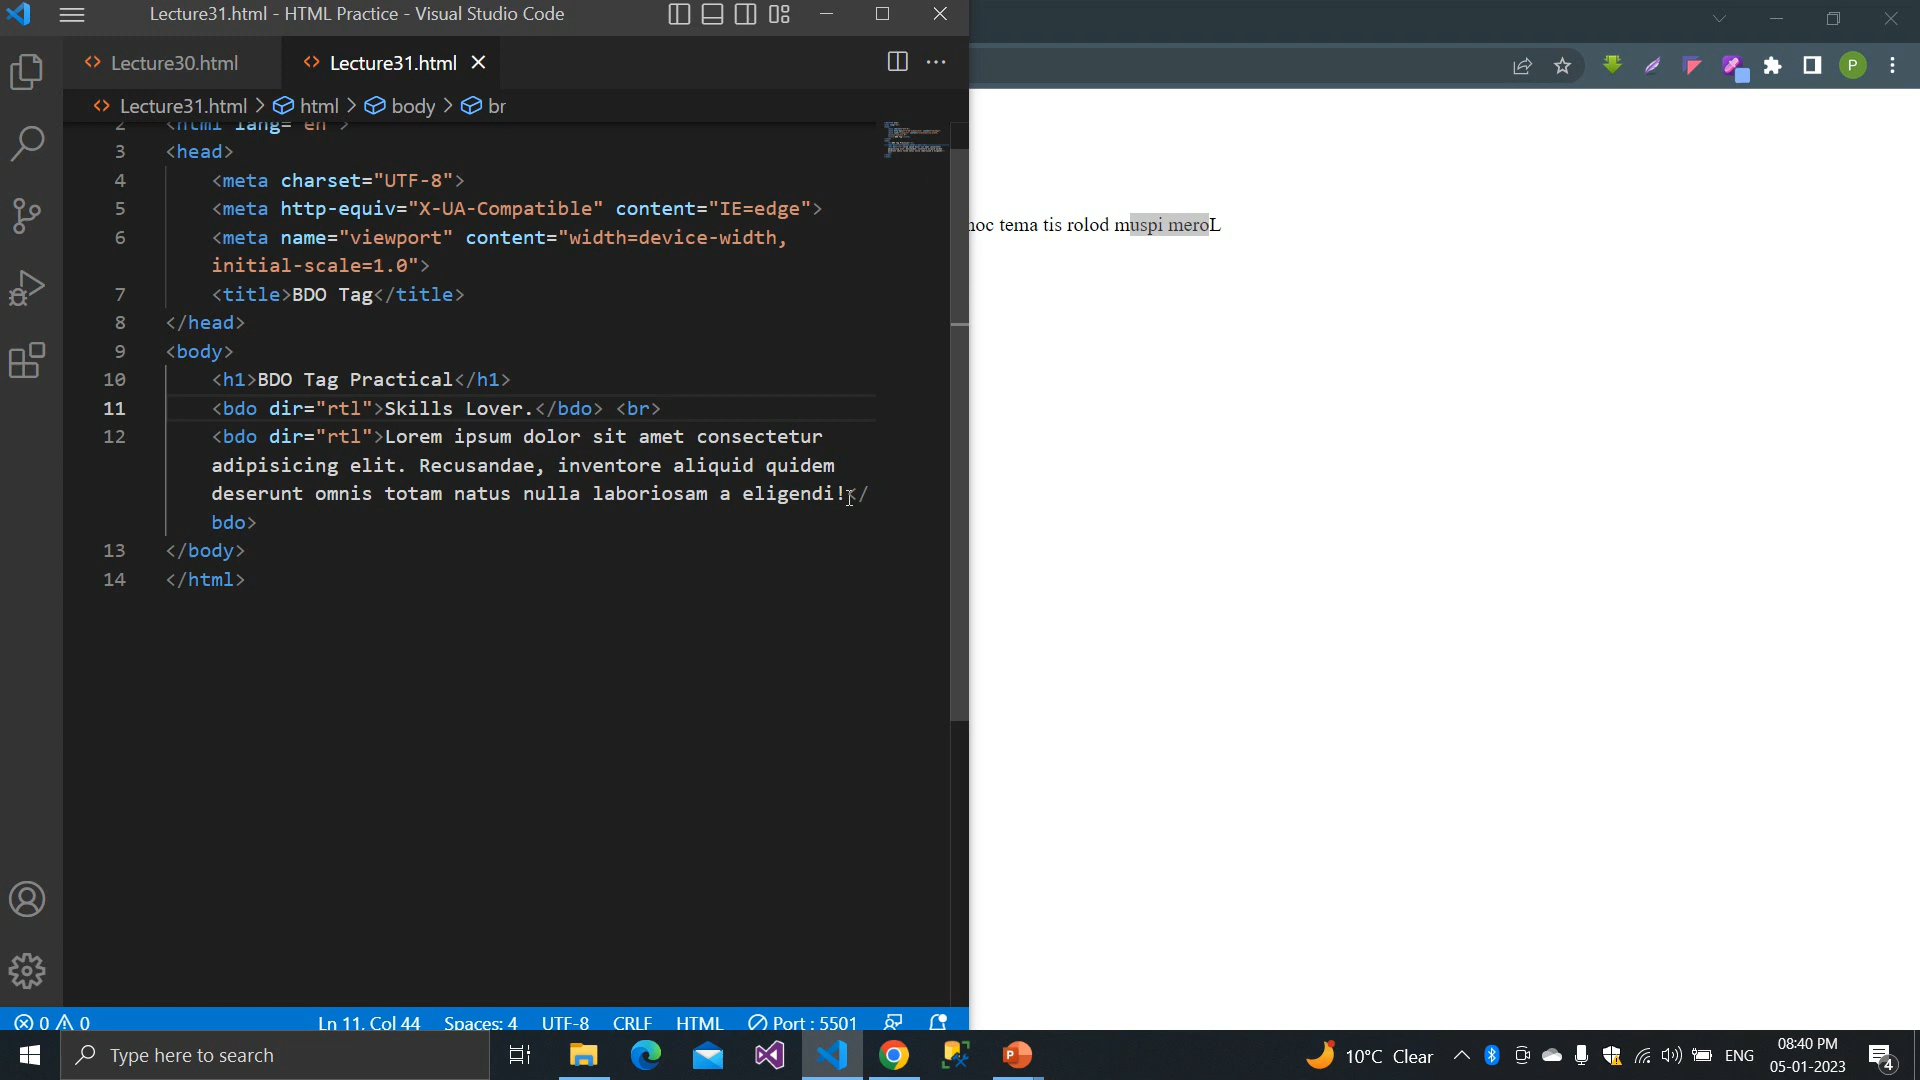 Lecture31.html - HTML Practice - Visual Studio Code
Lecture30.html
Lecture31.html
Lecture31.html > html > body > br
2 <html lang="en">
3 <head>
4 <meta charset="UTF-8">
5 <meta http-equiv="X-UA-Compatible" content="IE=edge">
6 <meta name="viewport" content="width=device-width,
initial-scale=1.0">
7 <title>BDO Tag</title>
8 </head>
9 <body>
10 <h1>BDO Tag Practical</h1>
11 <bdo dir="rtl">Skills Lover.</bdo> <br>
12 <bdo dir="rtl">Lorem ipsum dolor sit amet consectetur
adipisicing elit. Recusandae, inventore aliquid quidem
deserunt omnis totam natus nulla laboriosam a eligendi!</
bdo>
13 </body>
14 </html>
tema tis rolod muspi meroL
P
0 0
Ln 11, Col 44 Spaces: 4 UTF-8 CRLF HTML Port : 5501
Type here to search
10°C Clear
ENG
08:40 PM
05-01-2023
4